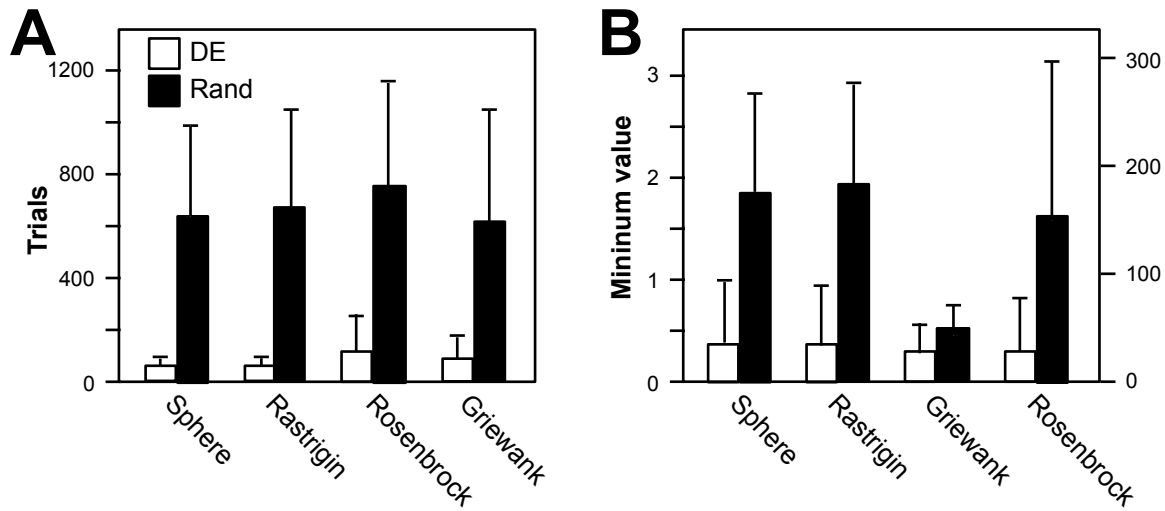 A
DE
Rand
Trials
1200
800
400
0
Sphere
Rastrigin
Rosenbrock
Griewank
B
Mininum value
3
2
1
0
300
200
100
0
Sphere
Rastrigin
Griewank
Rosenbrock